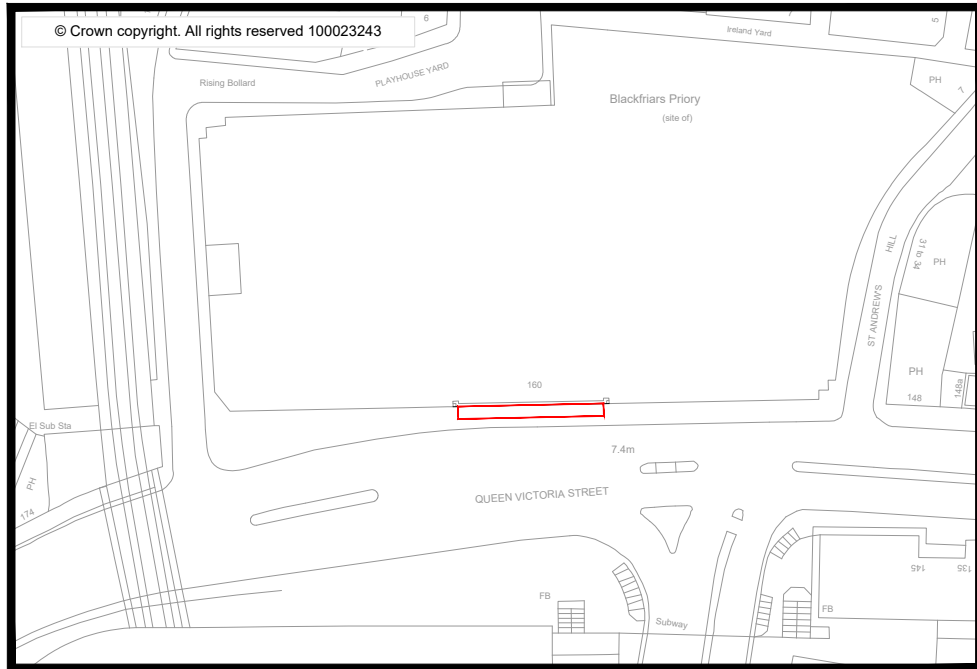 © Crown copyright. All rights reserved 100023243
6
7
Ireland Yard
5
Rising Bollard
PLAYHOUSE YARD
Blackfriars Priory
(site of)
PH
7
HILL
31 to 34
PH
ST ANDREW'S
PH
148
148a
160
El Sub Sta
PH
174
7.4m
QUEEN VICTORIA STREET
145
135
FB
Subway
FB